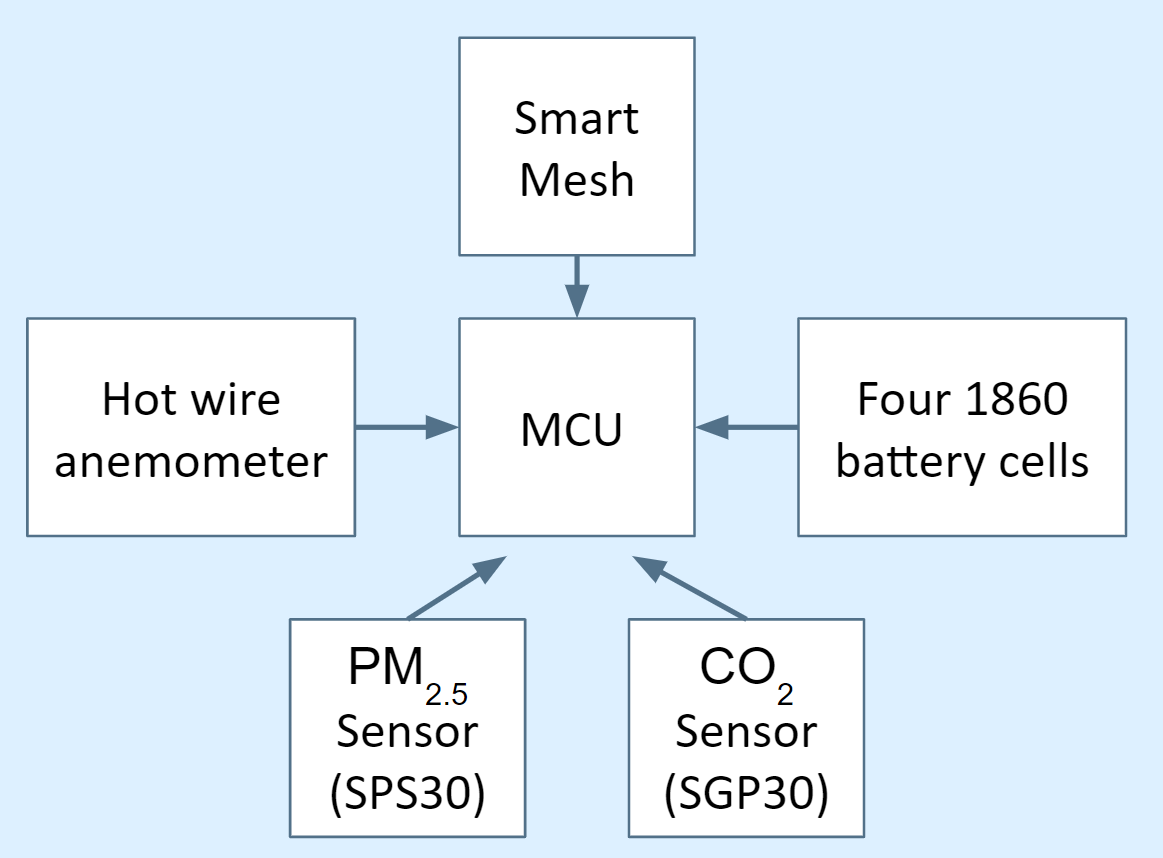 Smart
Mesh
Hot wire
anemometer
MCU
Four 1860
battery cells
PM2.5
Sensor
(SPS30)
CO2
Sensor
(SGP30)